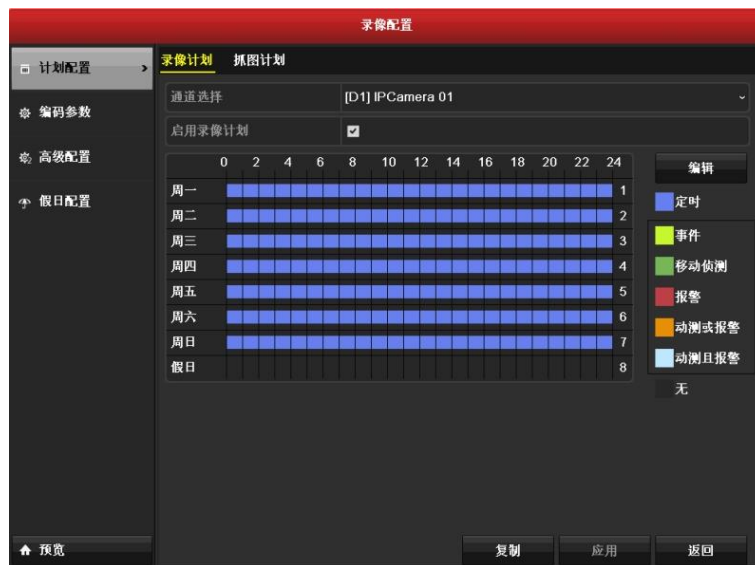 录像配置
计划配置
编码参数
高级配置
假日配置
预览
录像计划 抓图计划
通道选择 [D1] IPCamera 01
启用录像计划
0 2 4 6 8 10 12 14 16 18 20 22 24
周一 1
周二 2
周三 3
周四 4
周五 5
周六 6
周日 7
假日 8
编辑
定时
事件
移动侦测
报警
动测或报警
动测且报警
无
复制 应用 返回